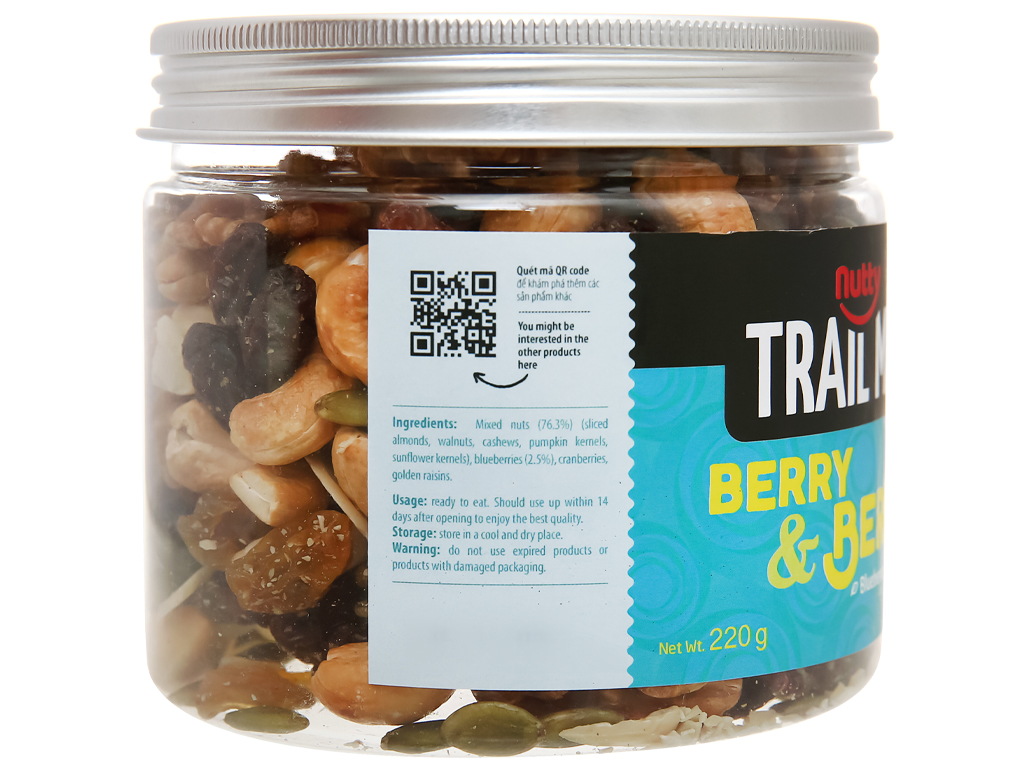 Quét mã QR code
để khám phá thêm các
sản phẩm khác
You might be
interested in the
other products
here
Ingredients: Mixed nuts (76.3%) (sliced
almonds, walnuts, cashews, pumpkin kernels,
sunflower kernels), blueberries (2.5%), cranberries,
golden raisins.
Usage: ready to eat. Should use up within 14
days after opening to enjoy the best quality.
Storage: store in a cool and dry place.
Warning: do not use expired products or
products with damaged packaging.
nutty
TRAIL
BERRY
&
Net Wt. 220 g